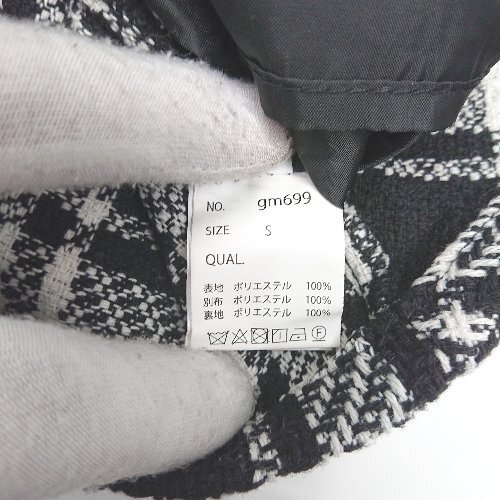 NO. gm699
SIZE S
QUAL.
表地 ポリエステル 100%
別布 ポリエステル 100%
裏地 ポリエステル 100%